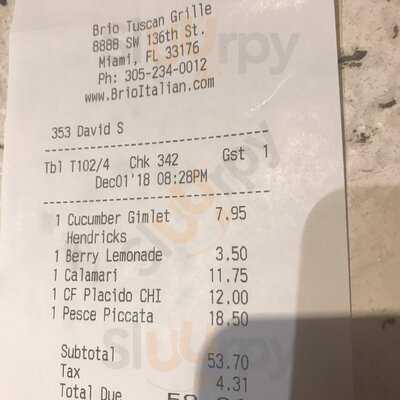 Brio Tuscan Grille
8888 SW 136th St.
Miami, FL 33176
Ph: 305-234-0012
www.BrioItalian.com
353 David S
Tbl T102/4 Chk 342 Gst 1
Dec01'18 08:28PM
1 Cucumber Gimlet 7.95
Hendricks
1 Berry Lemonade 3.50
1 Calamari 11.75
1 CF Placido CHI 12.00
1 Pesce Piccata 18.50
Subtotal 53.70
Tax 4.31
Total Due
sluurpy
sluurpy
sluurpy